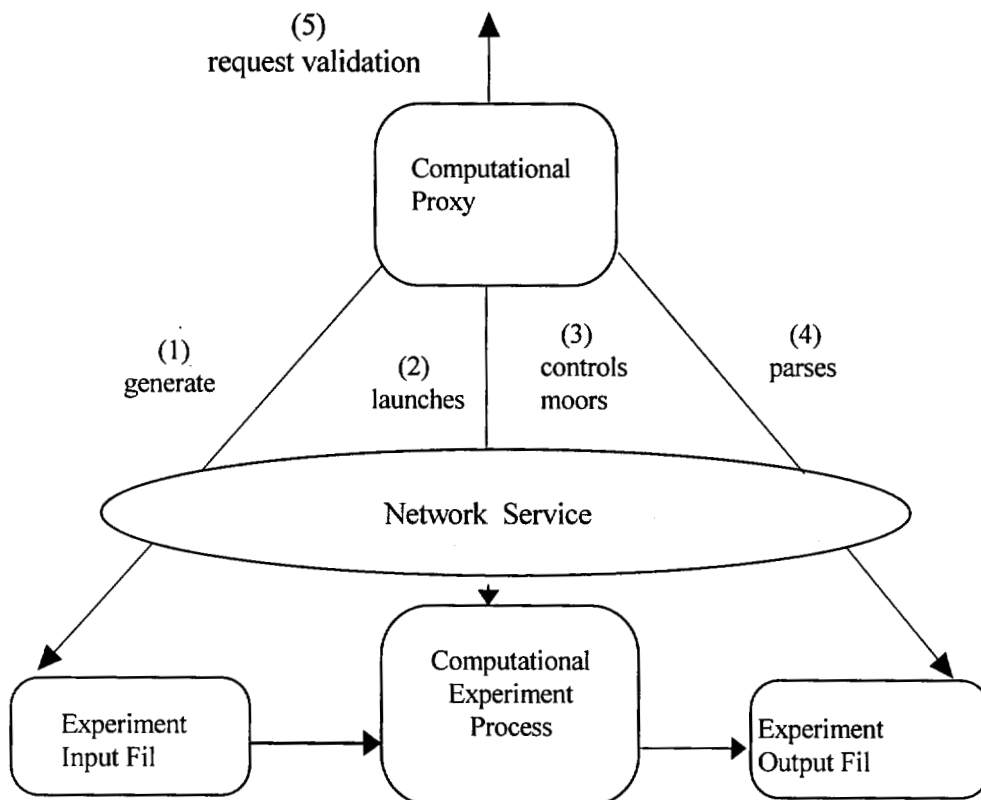 (5)
request validation
Computational
Proxy
(1)
generate
(2)
launches
(3)
controls
moors
(4)
parses
Network Service
Experiment
Input Fil
Computational
Experiment
Process
Experiment
Output Fil